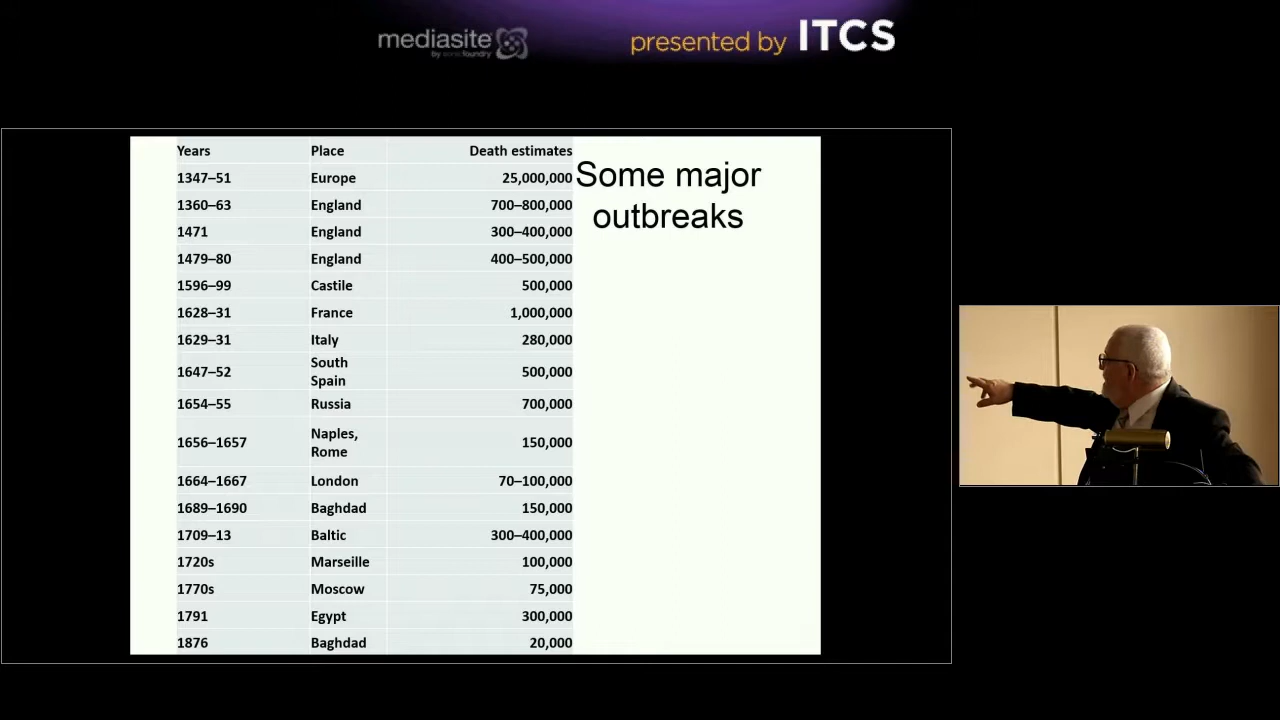 mediasite
by sonicfoundry
presented by ITCS
Years Place Death estimates
1347–51 Europe 25,000,000
1360–63 England 700–800,000
1471 England 300–400,000
1479–80 England 400–500,000
1596–99 Castile 500,000
1628–31 France 1,000,000
1629–31 Italy 280,000
1647–52 South Spain 500,000
1654–55 Russia 700,000
1656–1657 Naples, Rome 150,000
1664–1667 London 70–100,000
1689–1690 Baghdad 150,000
1709–13 Baltic 300–400,000
1720s Marseille 100,000
1770s Moscow 75,000
1791 Egypt 300,000
1876 Baghdad 20,000
Some major
outbreaks